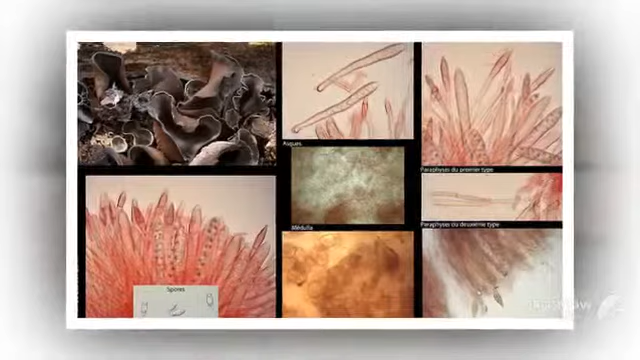 Asques
Paraphyses du premier type
Médulla
Paraphyses du deuxième type
Spores